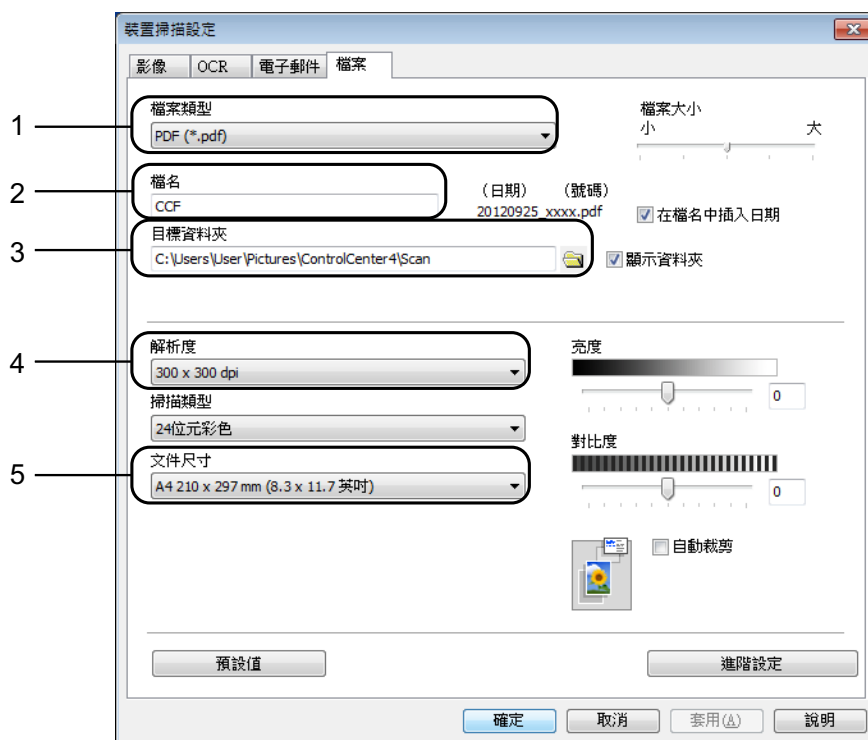 裝置掃描設定
影像 OCR 電子郵件 檔案
1
檔案類型
PDF (*.pdf)
檔案大小
小 大
2
檔名
CCF
(日期) (號碼)
20120925_xxxx.pdf
在檔名中插入日期
3
目標資料夾
C:\Users\User\Pictures\ControlCenter4\Scan
顯示資料夾
4
解析度
300 x 300 dpi
亮度
0
掃描類型
24位元彩色
對比度
0
5
文件尺寸
A4 210 x 297 mm (8.3 x 11.7 英吋)
自動裁剪
預設值 進階設定
確定 取消 套用(A) 說明